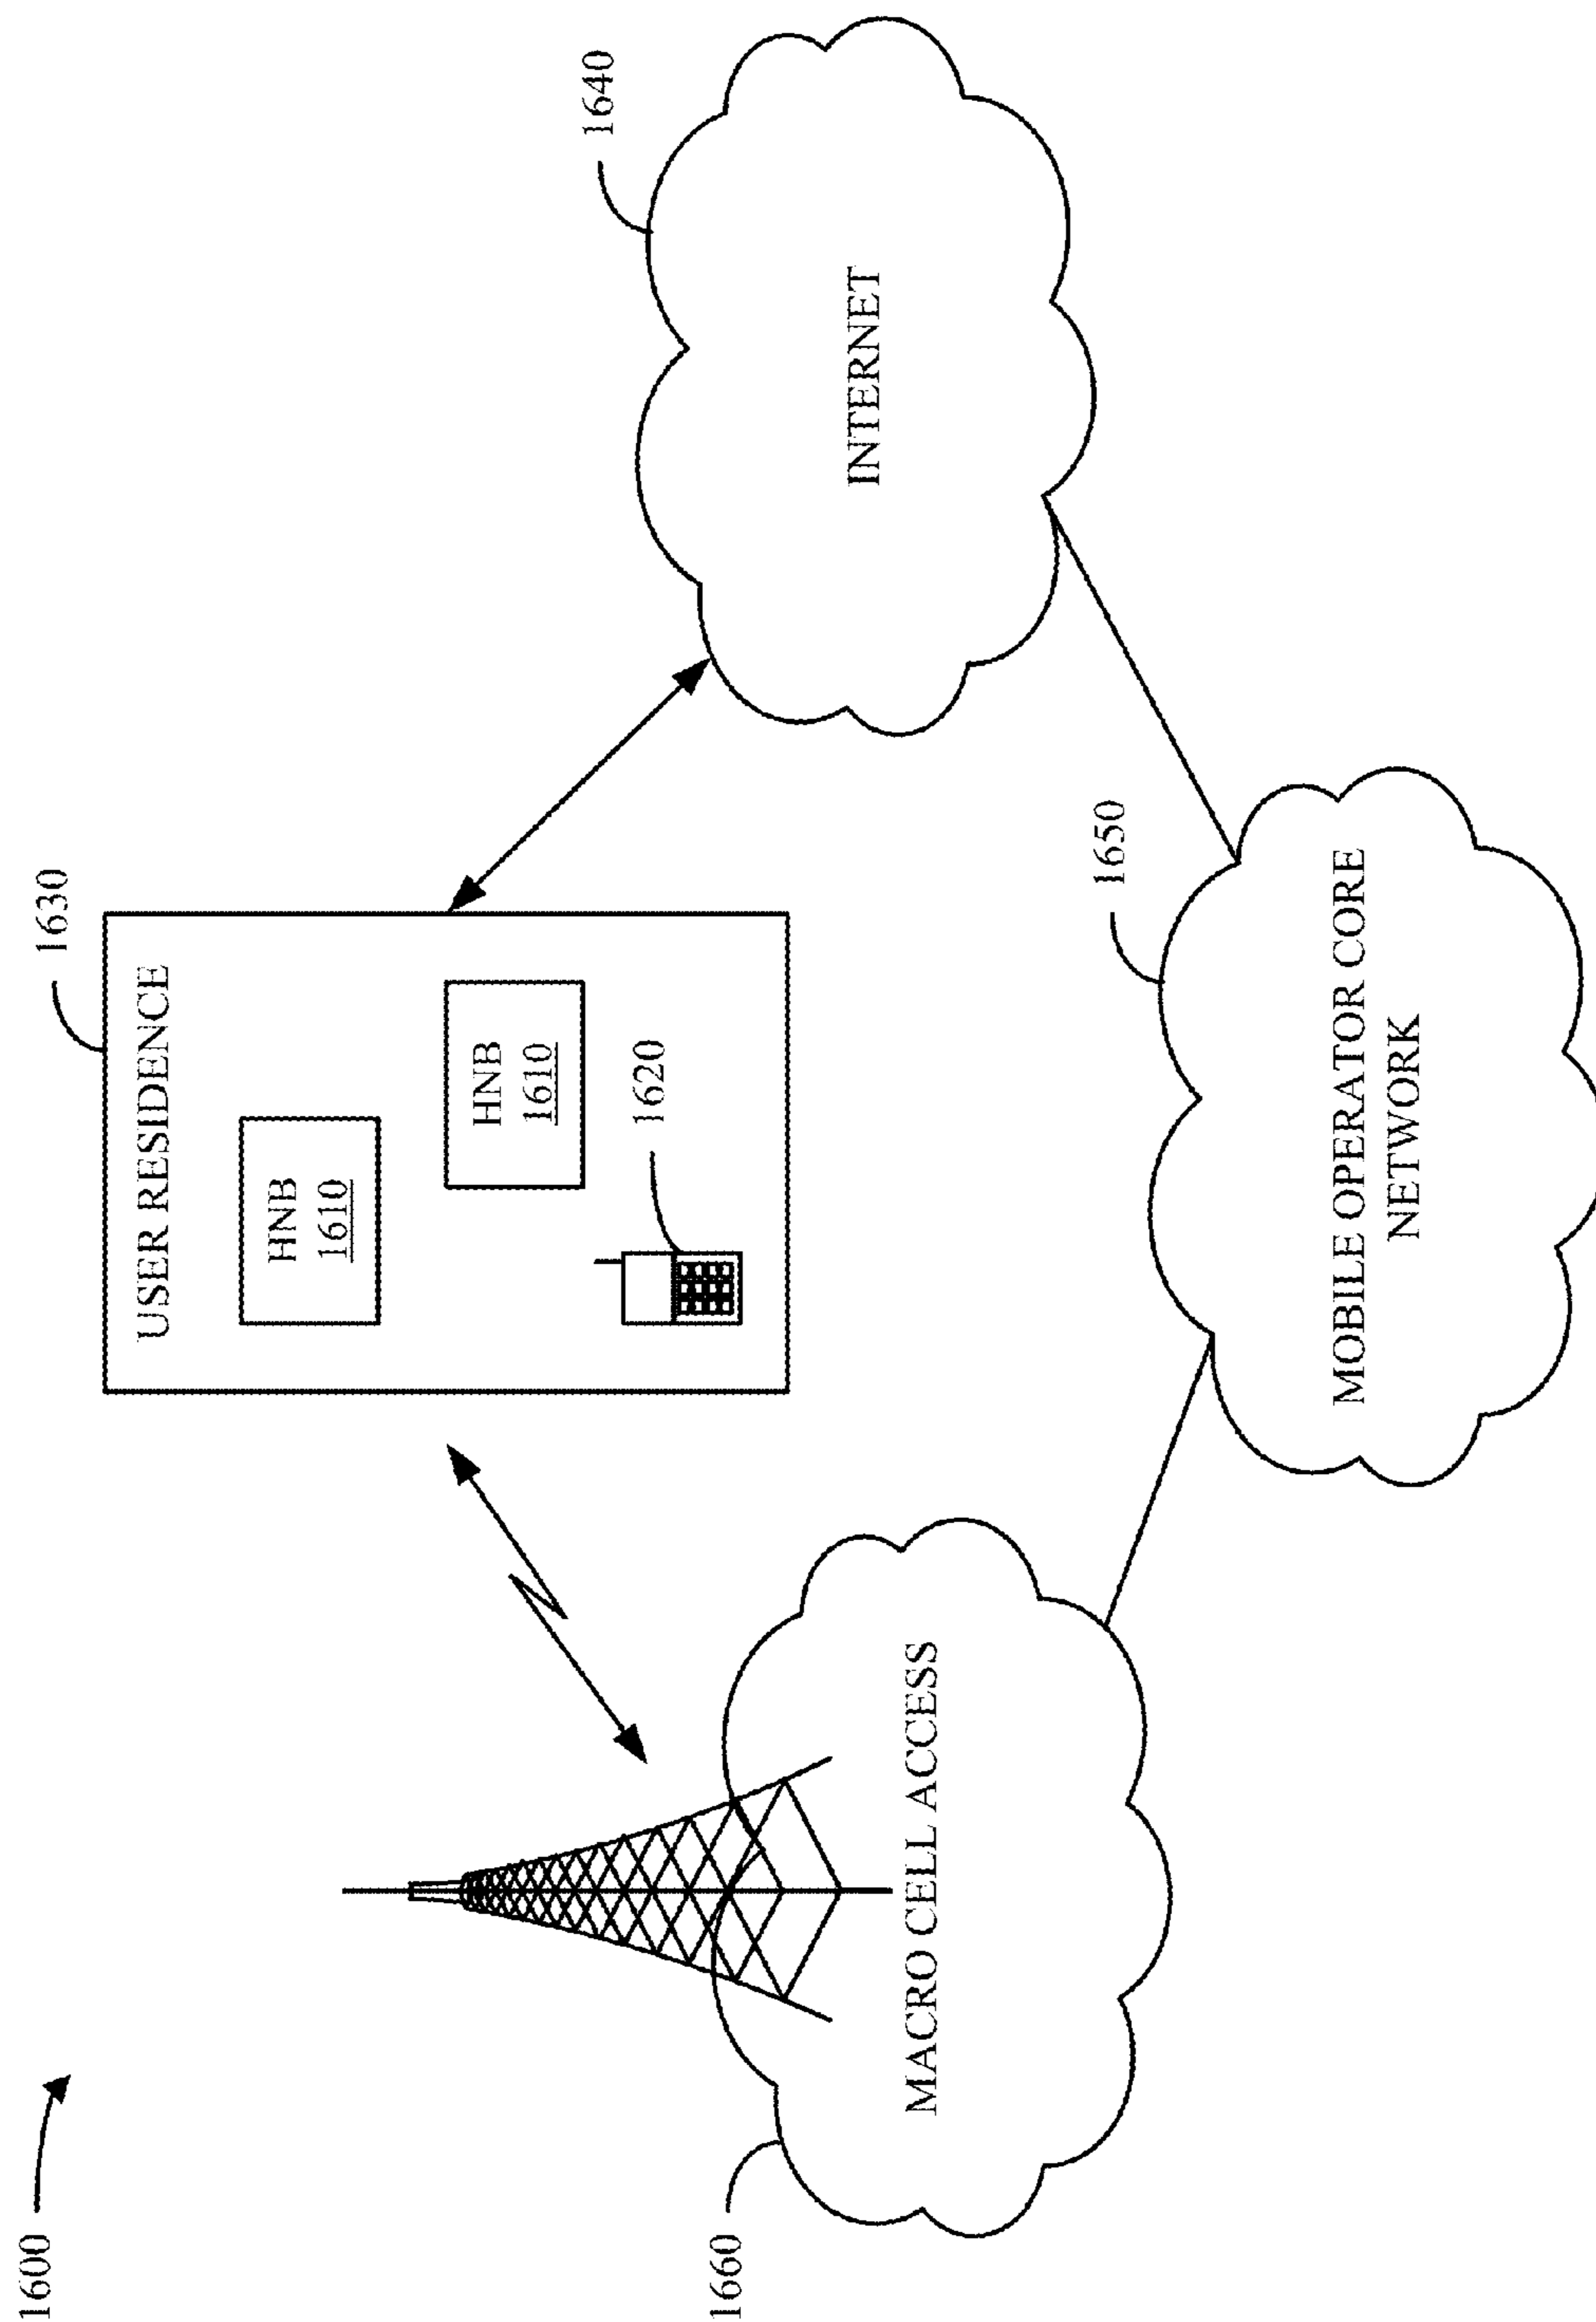 1600
1630
USER RESIDENCE
HNB
1610
HNB
1610
1620
1640
INTERNET
1660
MACRO CELL ACCESS
1650
MOBILE OPERATOR CORE
NETWORK